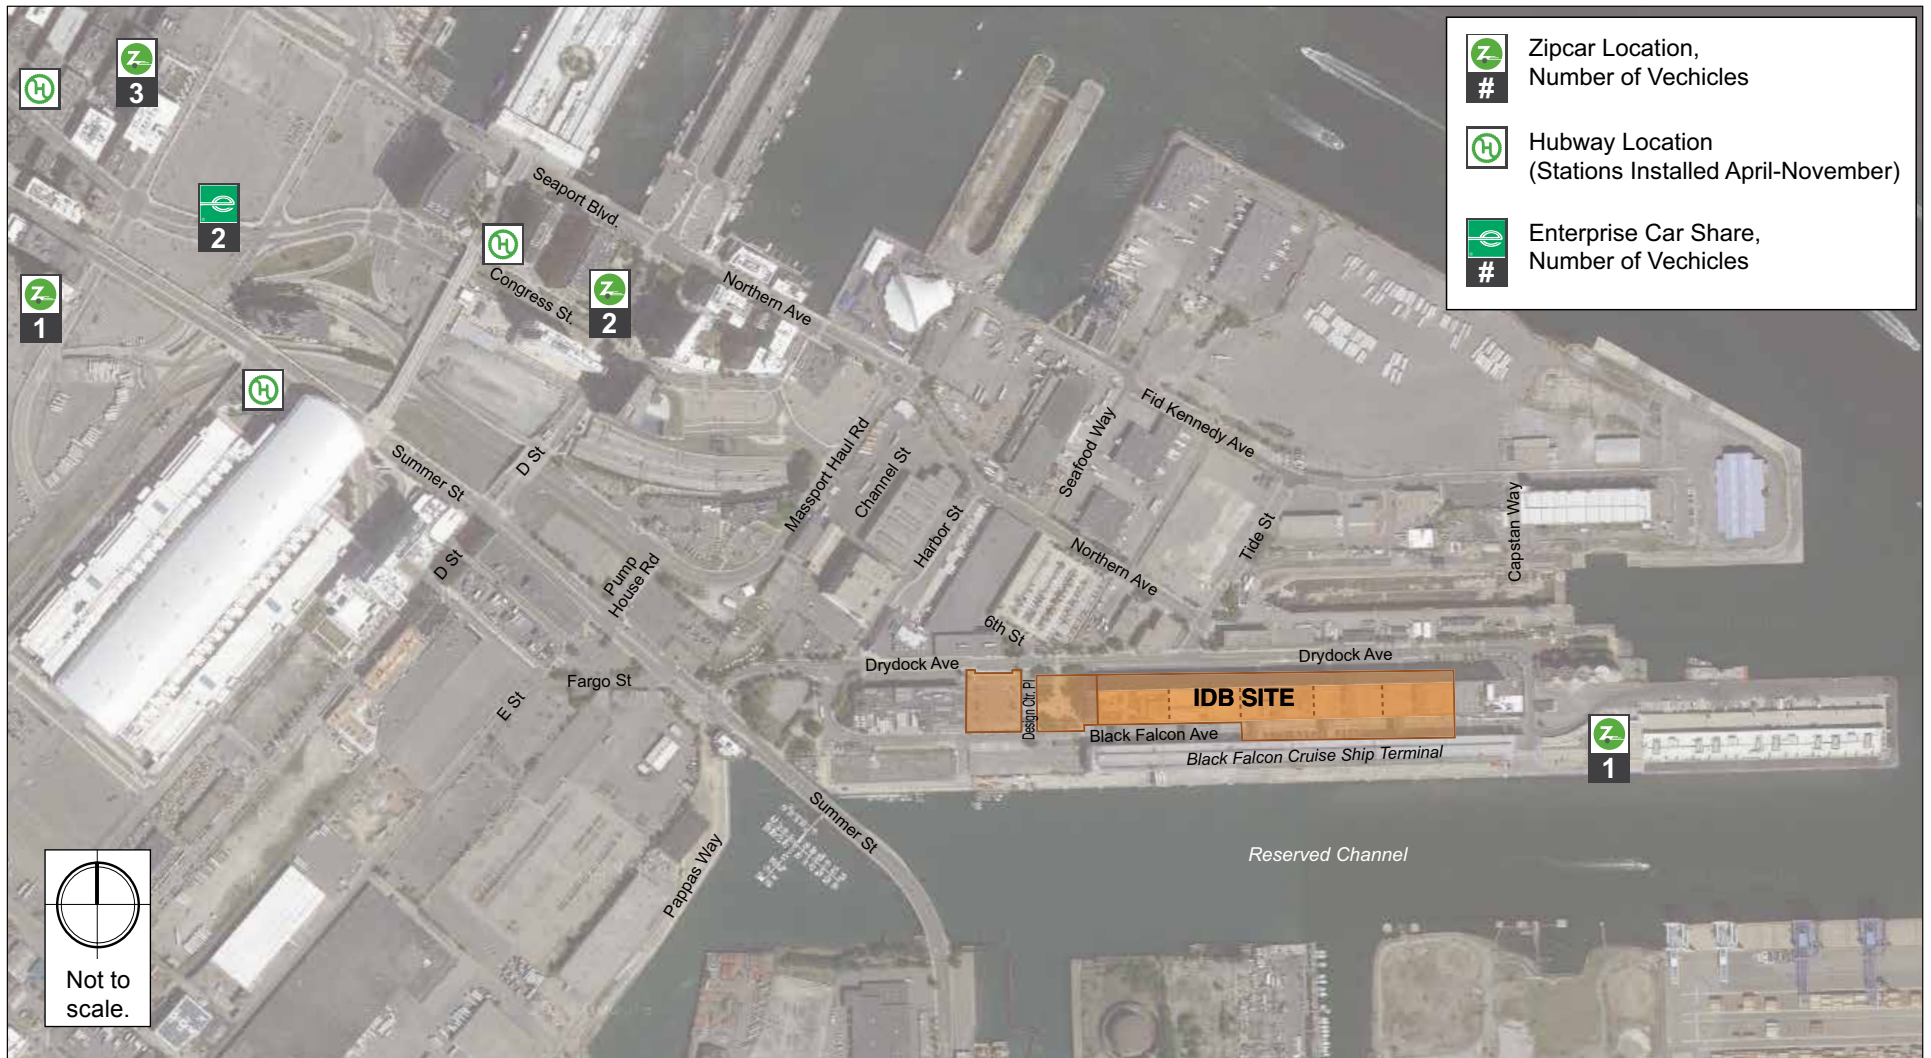 Zipcar Location,
Number of Vechicles
#
Hubway Location
(Stations Installed April-November)
Enterprise Car Share,
Number of Vechicles
#
3
2
1
2
1
Seaport Blvd.
Congress St.
Northern Ave
Fid Kennedy Ave
Seafood Way
Massport Haul Rd
Channel St
Harbor St
Summer St
D St
D St
Pump
House Rd
Northern Ave
Tide St
Capstan Way
6th St
Drydock Ave
Drydock Ave
Fargo St
E St
Design Ctr. Pl
IDB SITE
Black Falcon Ave
Black Falcon Cruise Ship Terminal
Summer St
Pappas Way
Reserved Channel
Not to
scale.